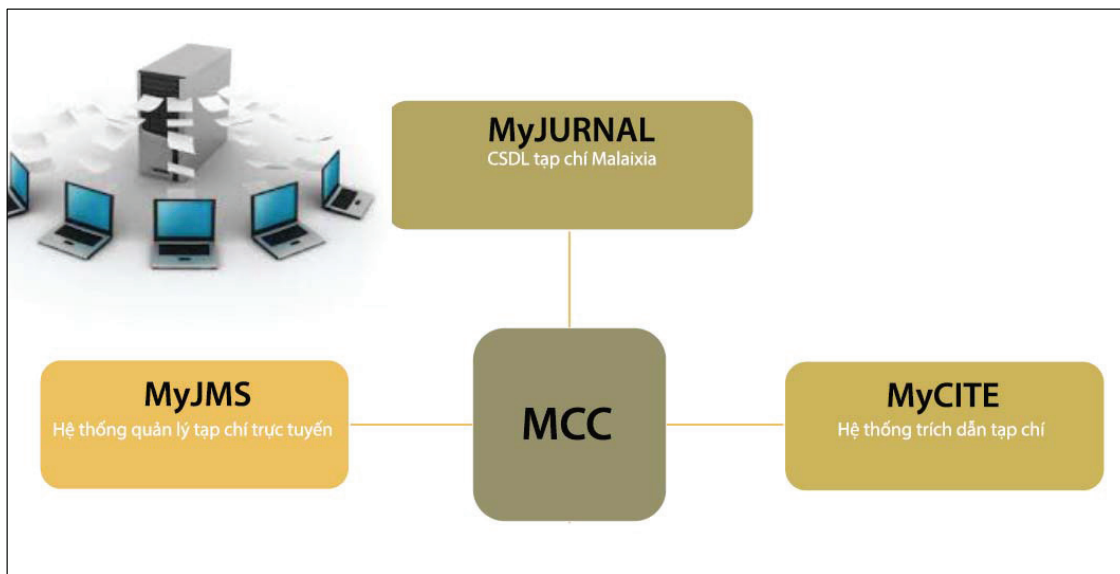 MyJURNAL
CSDL tạp chí Malaixia
MyJMS
Hệ thống quản lý tạp chí trực tuyến
MCC
MyCITE
Hệ thống trích dẫn tạp chí